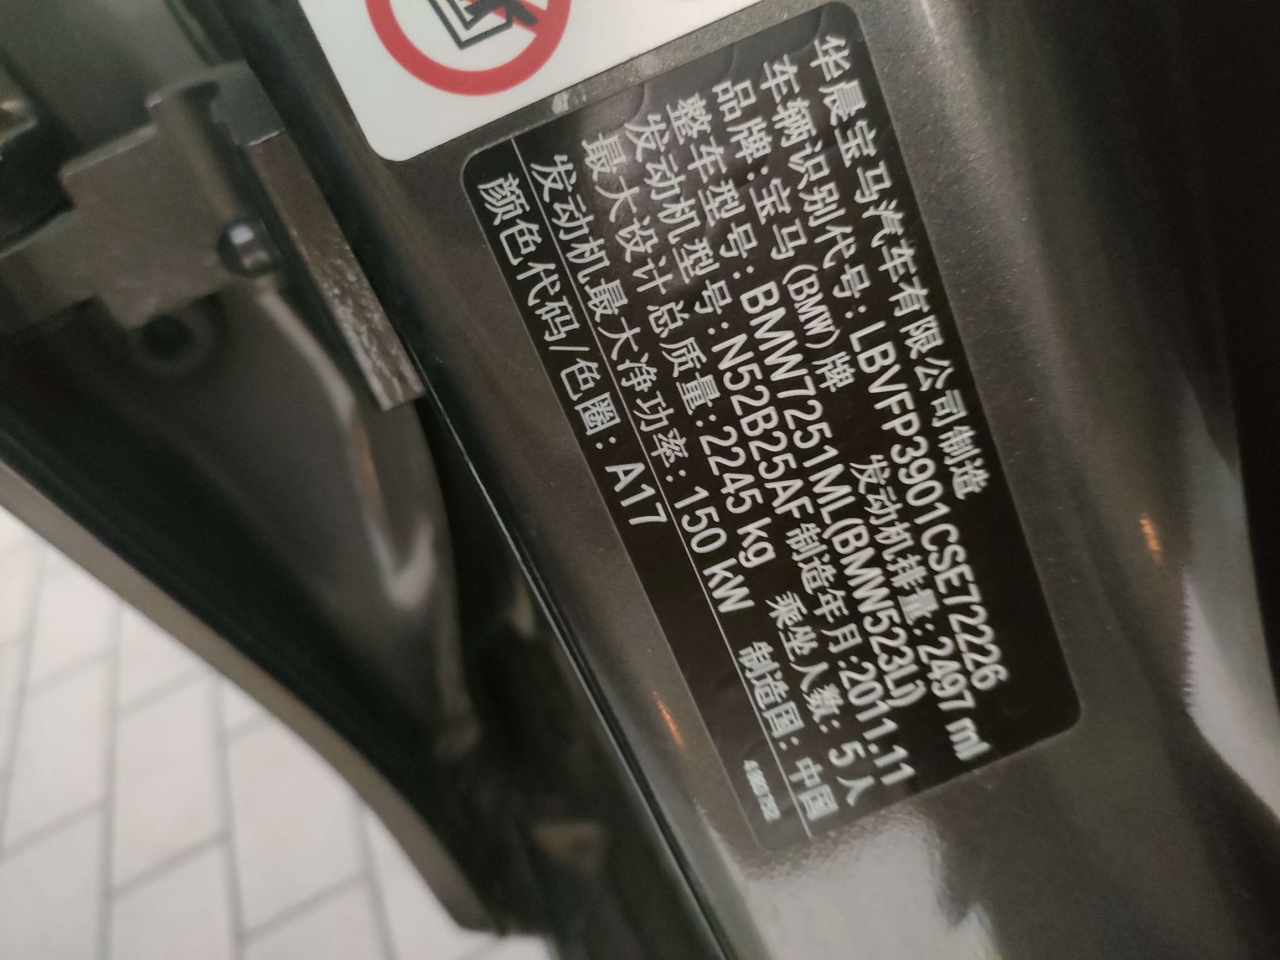 华晨宝马汽车有限公司制造
车辆识别代号:LBVFP3901CSE72226
品牌:宝马(BMW)牌 发动机排量:2497 ml
整车型号:BMW7251ML(BMW523Li)
发动机型号:N52B25AF 制造年月:2011.11
最大设计总质量:2245 kg 乘坐人数:5人
发动机最大净功率:150 kW 制造国:中国
颜色代码/色圈:A17